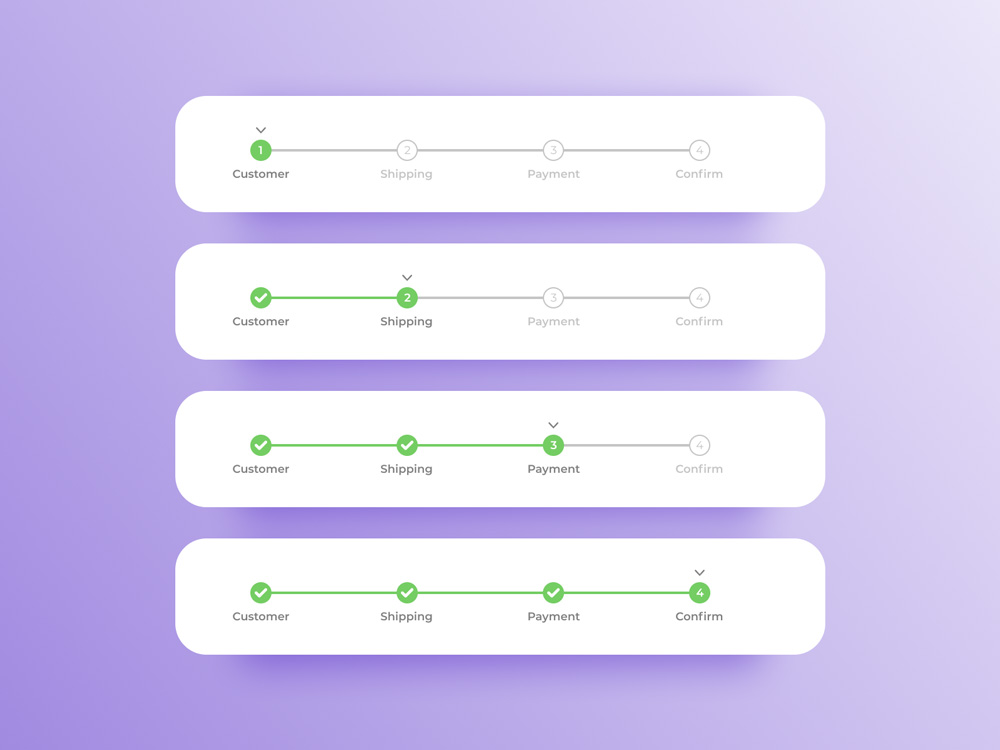 1 2 3 4
Customer Shipping Payment Confirm
2 3 4
Customer Shipping Payment Confirm
3 4
Customer Shipping Payment Confirm
4
Customer Shipping Payment Confirm